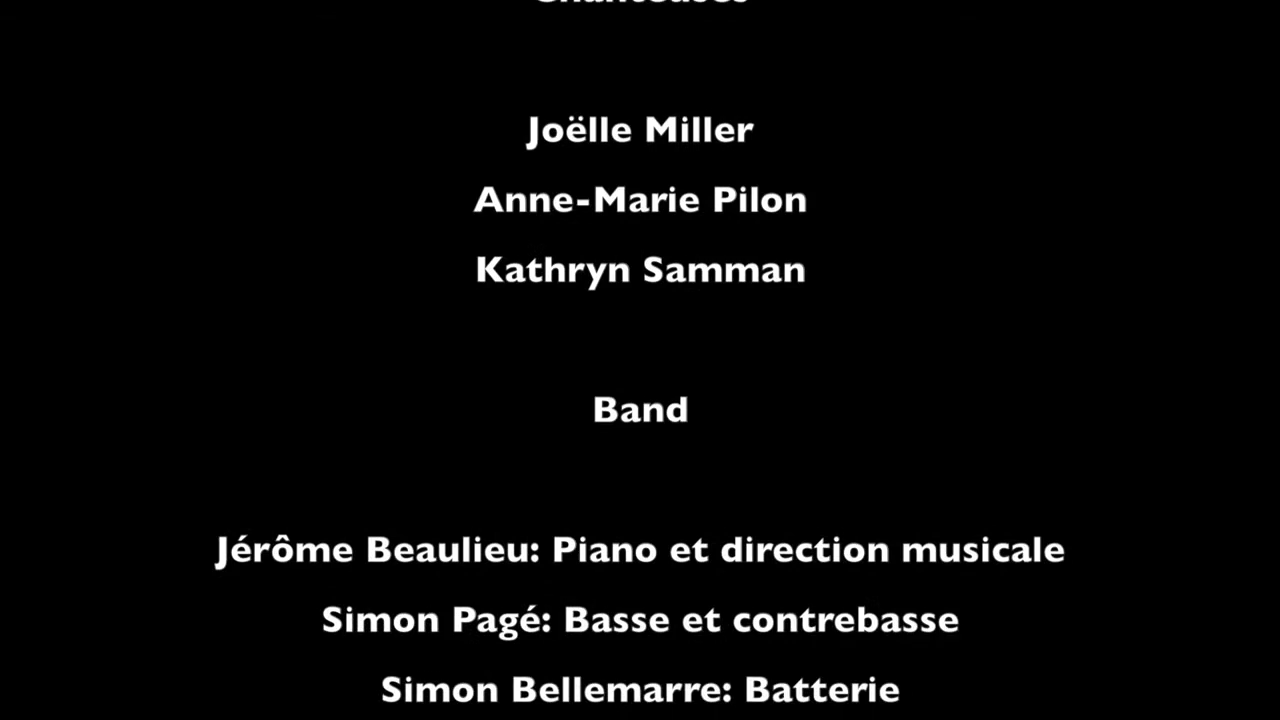 Chanteuses
Joëlle Miller
Anne-Marie Pilon
Kathryn Samman
Band
Jérôme Beaulieu: Piano et direction musicale
Simon Pagé: Basse et contrebasse
Simon Bellemarre: Batterie